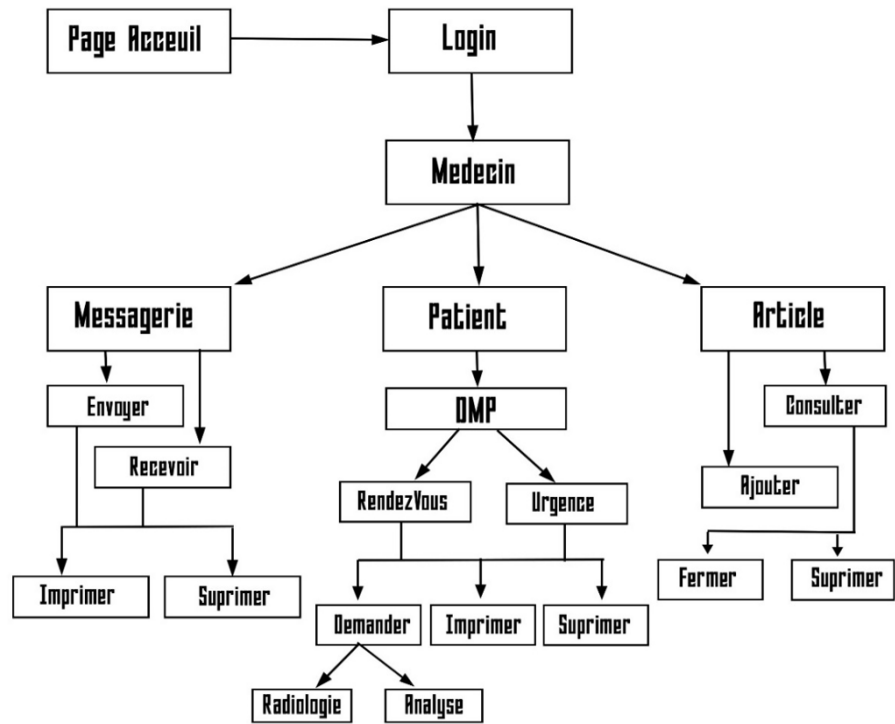 Page Acceuil
Login
Medecin
Messagerie
Patient
Article
Envoyer
DMP
Consulter
Recevoir
RendezVous
Urgence
Ajouter
Imprimer
Suprimer
Fermer
Suprimer
Demander
Imprimer
Suprimer
Radiologie
Analyse